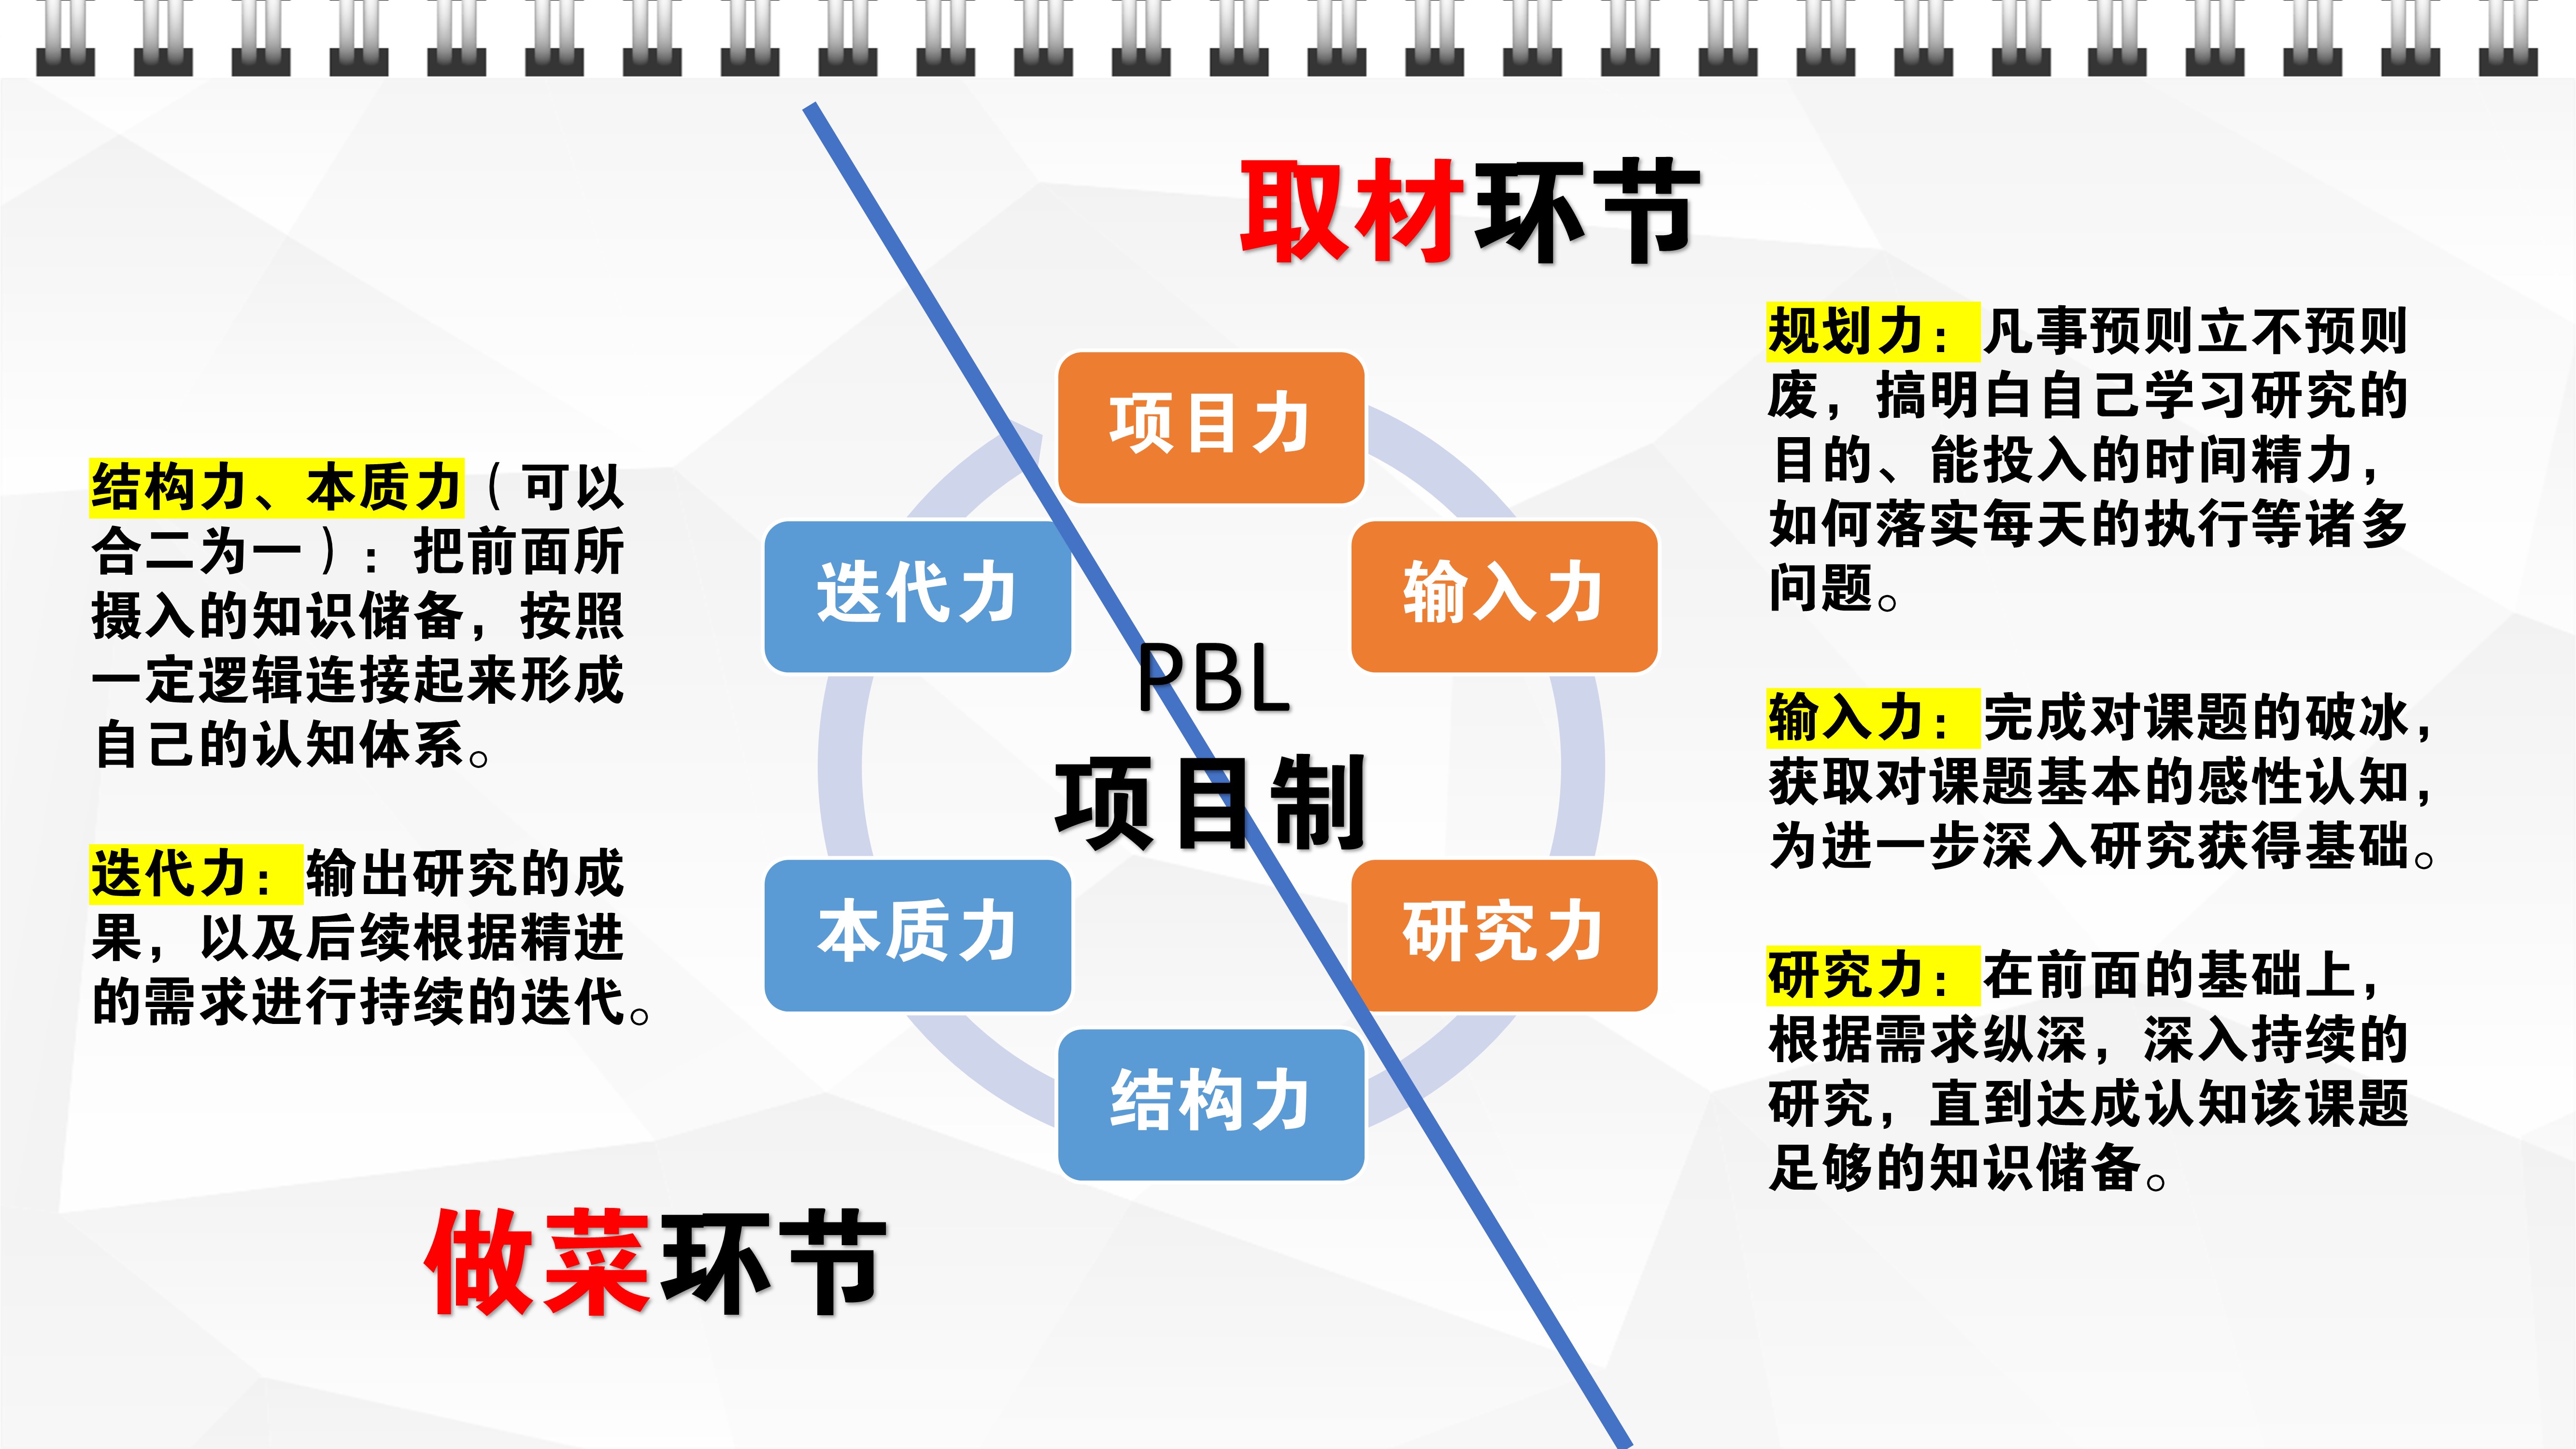 取材环节
规划力：凡事预则立不预则
废，搞明白自己学习研究的
目的、能投入的时间精力，
如何落实每天的执行等诸多
问题。
输入力：完成对课题的破冰，
获取对课题基本的感性认知，
为进一步深入研究获得基础。
研究力：在前面的基础上，
根据需求纵深，深入持续的
研究，直到达成认知该课题
足够的知识储备。
项目力
输入力
研究力
结构力
本质力
迭代力
PBL
项目制
结构力、本质力（可以
合二为一）：把前面所
摄入的知识储备，按照
一定逻辑连接起来形成
自己的认知体系。
迭代力：输出研究的成
果，以及后续根据精进
的需求进行持续的迭代。
做菜环节